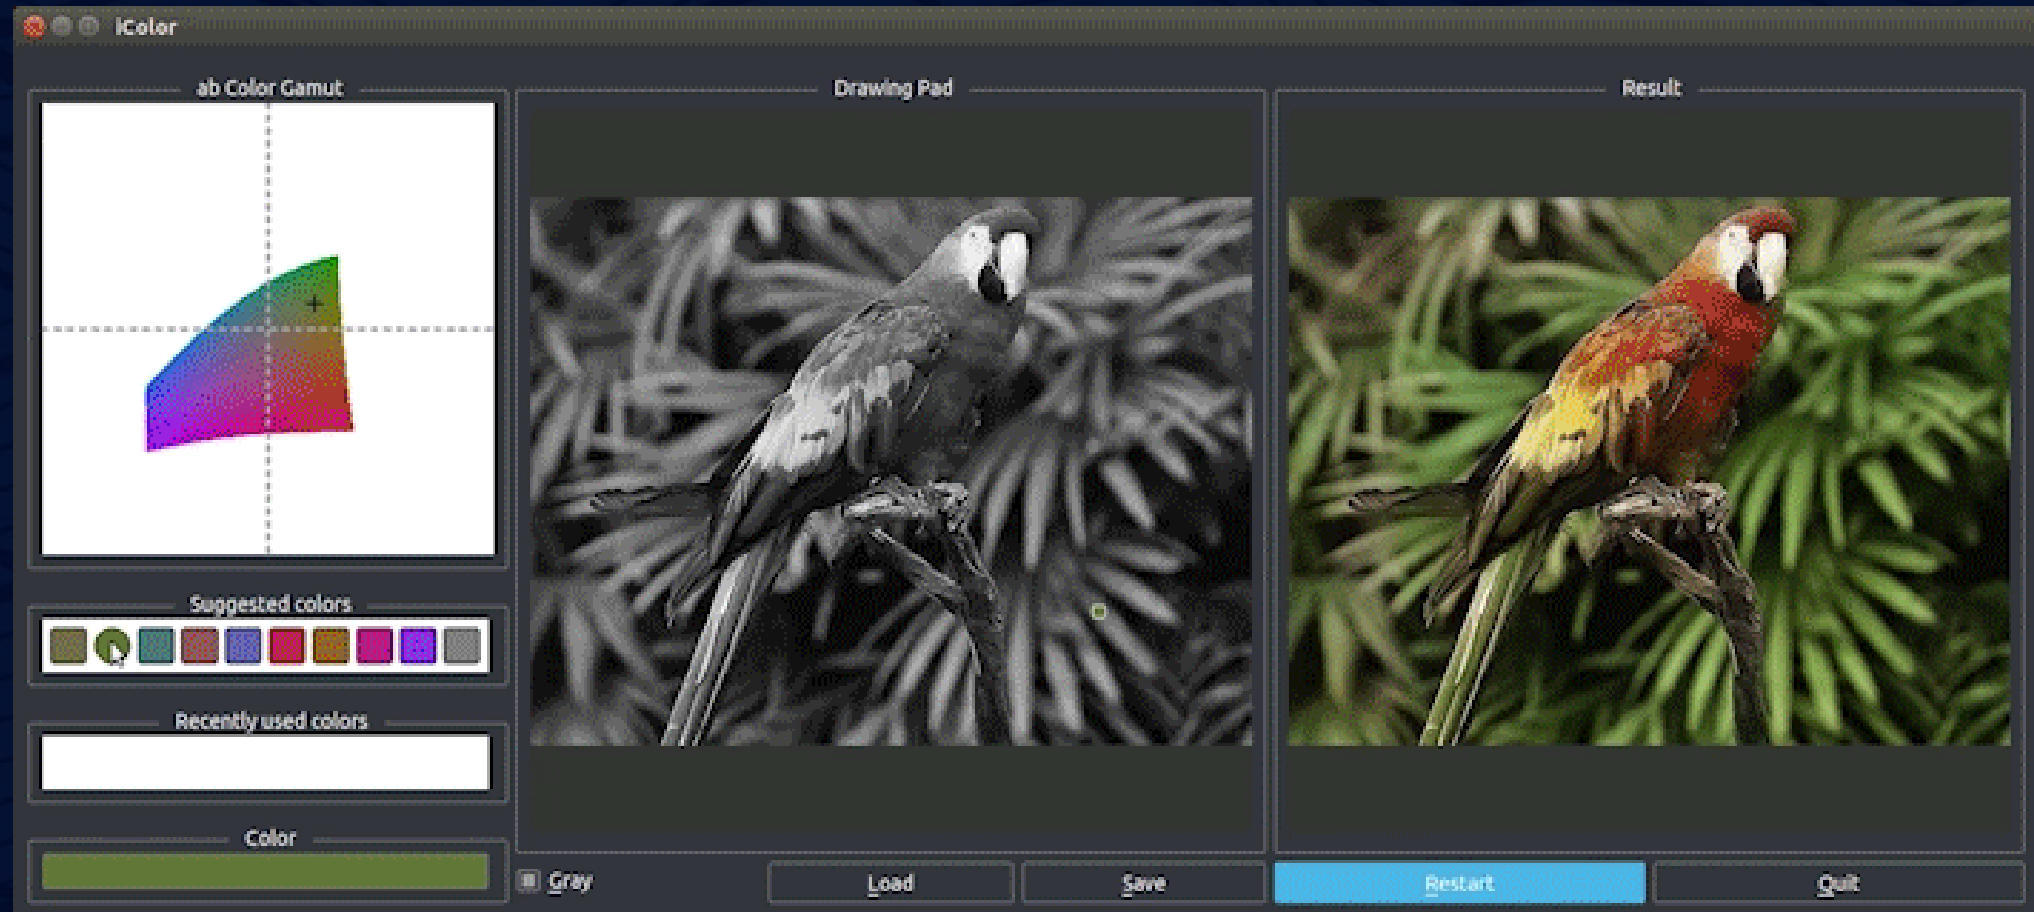 iColor
ab Color Gamut
Drawing Pad
Result
Suggested colors
Recently used colors
Color
Gray
Load
Save
Restart
Quit